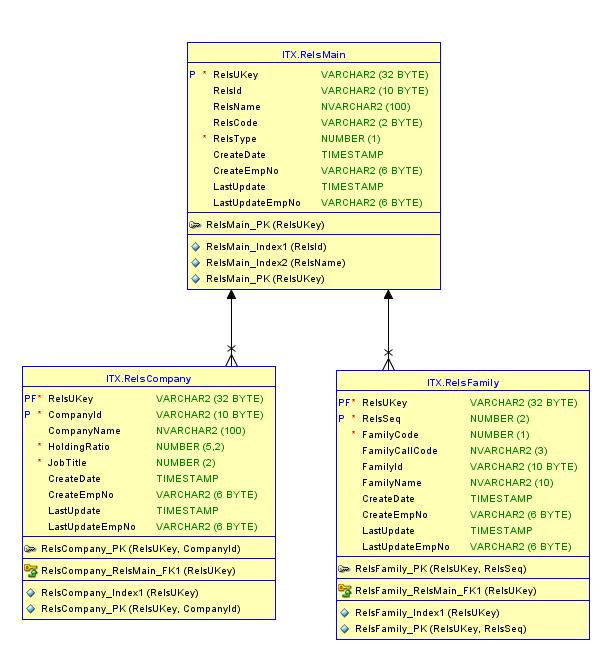 ITX.RelsMain
P * RelsUKey VARCHAR2 (32 BYTE)
RelsId VARCHAR2 (10 BYTE)
RelsName NVARCHAR2 (100)
RelsCode VARCHAR2 (2 BYTE)
* RelsType NUMBER (1)
CreateDate TIMESTAMP
CreateEmpNo VARCHAR2 (6 BYTE)
LastUpdate TIMESTAMP
LastUpdateEmpNo VARCHAR2 (6 BYTE)
RelsMain_PK (RelsUKey)
RelsMain_Index1 (RelsId)
RelsMain_Index2 (RelsName)
RelsMain_PK (RelsUKey)
ITX.RelsCompany
PF* RelsUKey VARCHAR2 (32 BYTE)
P * CompanyId VARCHAR2 (10 BYTE)
CompanyName NVARCHAR2 (100)
* HoldingRatio NUMBER (5,2)
* JobTitle NUMBER (2)
CreateDate TIMESTAMP
CreateEmpNo VARCHAR2 (6 BYTE)
LastUpdate TIMESTAMP
LastUpdateEmpNo VARCHAR2 (6 BYTE)
RelsCompany_PK (RelsUKey, CompanyId)
RelsCompany_RelsMain_FK1 (RelsUKey)
RelsCompany_Index1 (RelsUKey)
RelsCompany_PK (RelsUKey, CompanyId)
ITX.RelsFamily
PF* RelsUKey VARCHAR2 (32 BYTE)
P * RelsSeq NUMBER (2)
* FamilyCode NUMBER (1)
FamilyCallCode NVARCHAR2 (3)
FamilyId VARCHAR2 (10 BYTE)
FamilyName NVARCHAR2 (10)
CreateDate TIMESTAMP
CreateEmpNo VARCHAR2 (6 BYTE)
LastUpdate TIMESTAMP
LastUpdateEmpNo VARCHAR2 (6 BYTE)
RelsFamily_PK (RelsUKey, RelsSeq)
RelsFamily_RelsMain_FK1 (RelsUKey)
RelsFamily_Index1 (RelsUKey)
RelsFamily_PK (RelsUKey, RelsSeq)